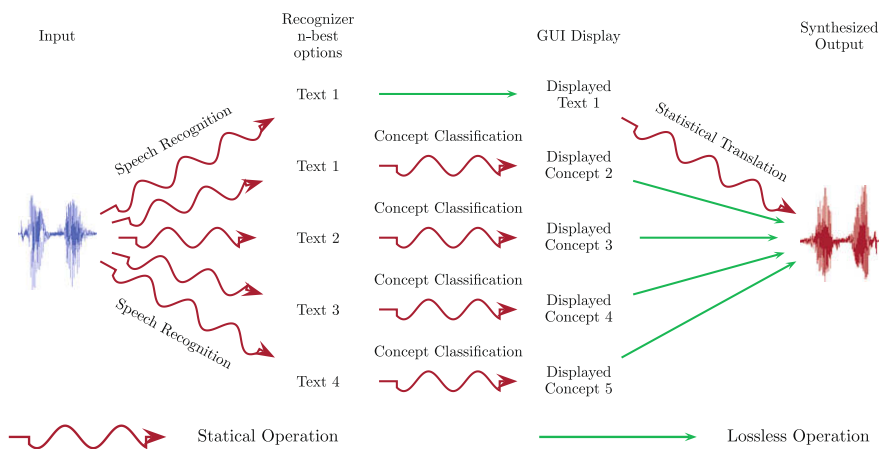 Input
Recognizer
n-best
options
GUI Display
Synthesized
Output
Speech Recognition
Text 1
Displayed
Text 1
Statistical Translation
Concept Classification
Text 1
Displayed
Concept 2
Concept Classification
Text 2
Displayed
Concept 3
Concept Classification
Text 3
Displayed
Concept 4
Speech Recognition
Concept Classification
Text 4
Displayed
Concept 5
Statical Operation
Lossless Operation